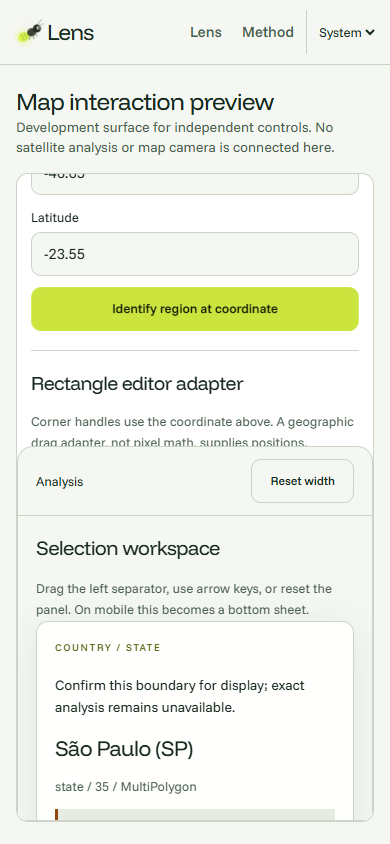 Lens
Lens
Method
System
Map interaction preview
Development surface for independent controls. No
satellite analysis or map camera is connected here.
Latitude
-23.55
Identify region at coordinate
Rectangle editor adapter
Corner handles use the coordinate above. A geographic
drag adapter, not pixel math, supplies positions.
Analysis
Reset width
Selection workspace
Drag the left separator, use arrow keys, or reset the
panel. On mobile this becomes a bottom sheet.
COUNTRY / STATE
Confirm this boundary for display; exact
analysis remains unavailable.
São Paulo (SP)
state / 35 / MultiPolygon